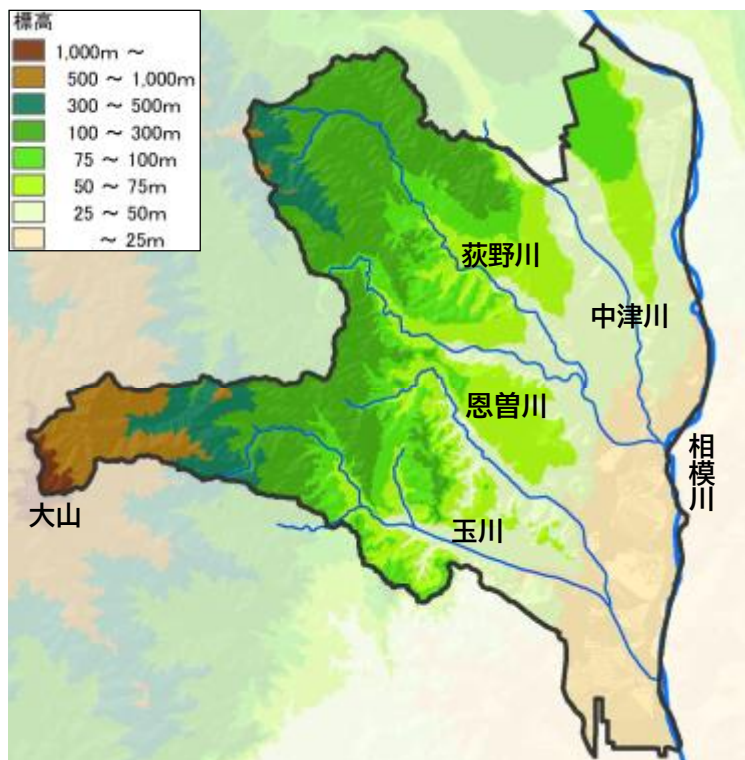 標高
1,000m ～
500 ～ 1,000m
300 ～ 500m
100 ～ 300m
75 ～ 100m
50 ～ 75m
25 ～ 50m
～ 25m
荻野川
中津川
恩曽川
相模川
大山
玉川